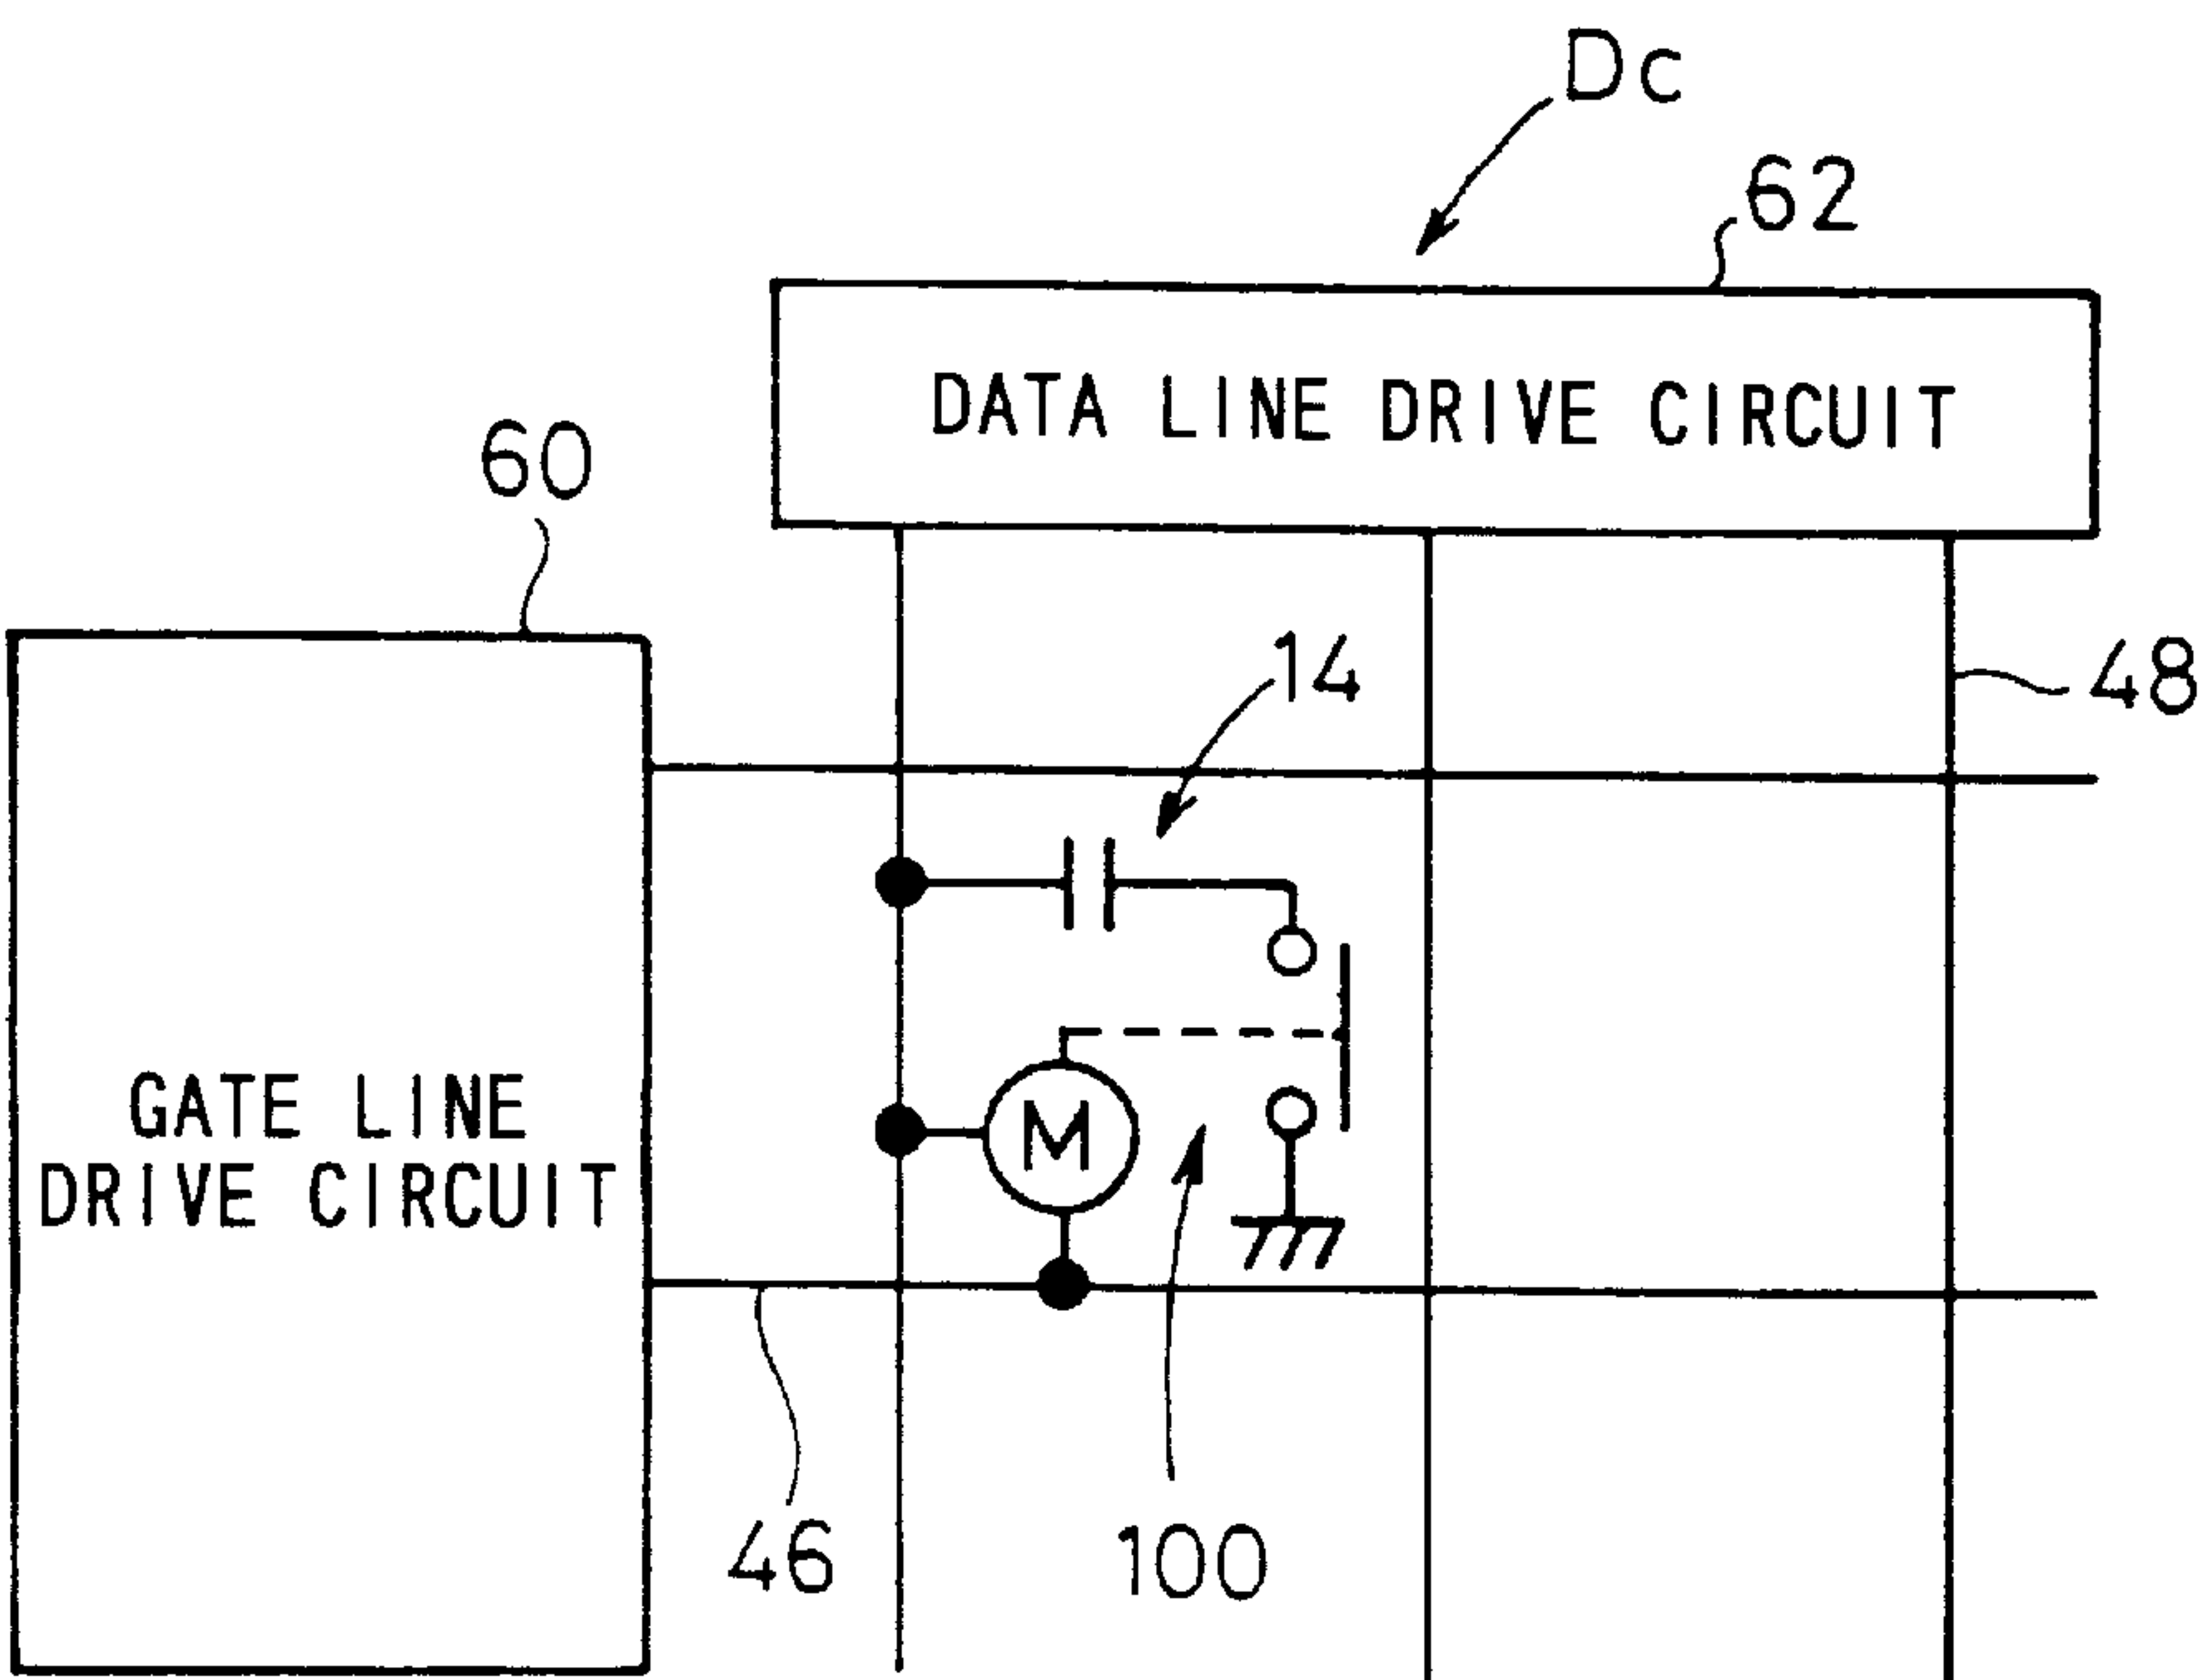 Dc
62
DATA LINE DRIVE CIRCUIT
60
14
48
M
GATE LINE
DRIVE CIRCUIT
46
100